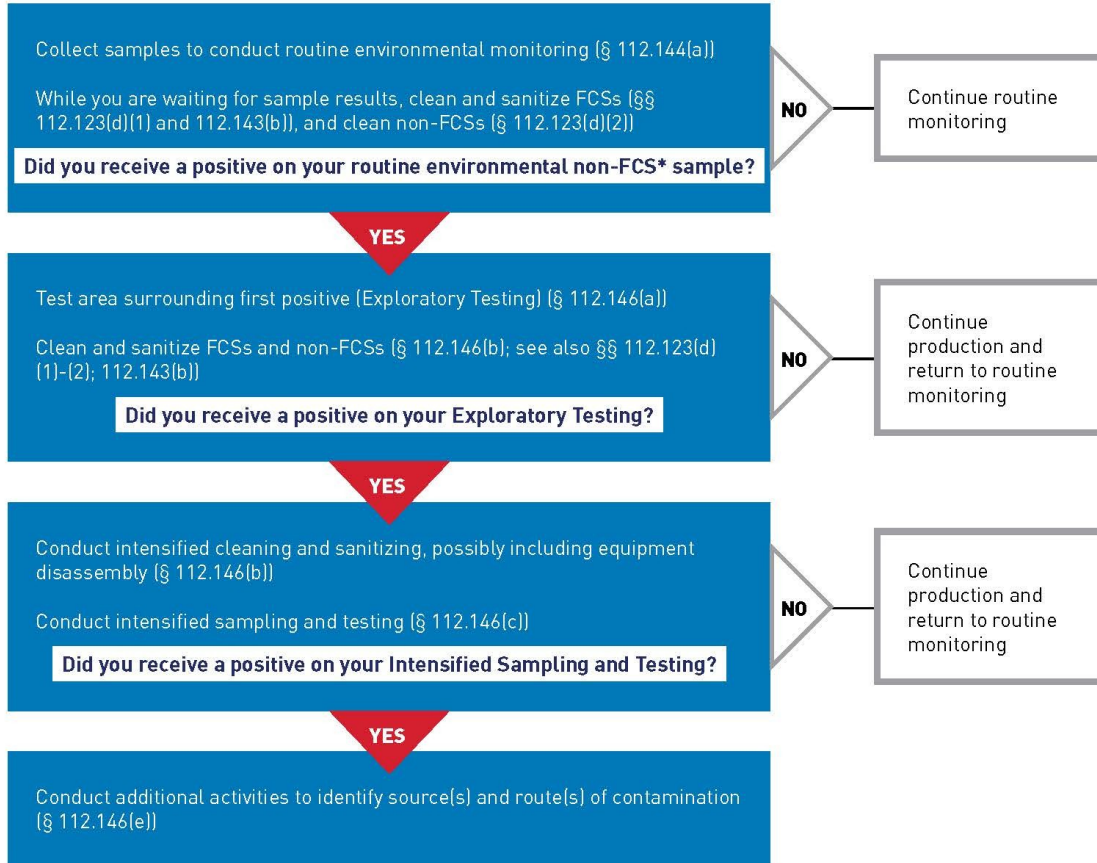 Collect samples to conduct routine environmental monitoring (§ 112.144(a))
While you are waiting for sample results, clean and sanitize FCSs (§§
112.123(d)(1) and 112.143(b)), and clean non-FCSs (§ 112.123(d)(2))
Did you receive a positive on your routine environmental non-FCS* sample?
NO
Continue routine
monitoring
YES
Test area surrounding first positive (Exploratory Testing) (§ 112.146(a))
Clean and sanitize FCSs and non-FCSs (§ 112.146(b); see also §§ 112.123(d)
(1)-(2); 112.143(b))
Did you receive a positive on your Exploratory Testing?
NO
Continue
production and
return to routine
monitoring
YES
Conduct intensified cleaning and sanitizing, possibly including equipment
disassembly (§ 112.146(b))
Conduct intensified sampling and testing (§ 112.146(c))
Did you receive a positive on your Intensified Sampling and Testing?
NO
Continue
production and
return to routine
monitoring
YES
Conduct additional activities to identify source(s) and route(s) of contamination
(§ 112.146(e))